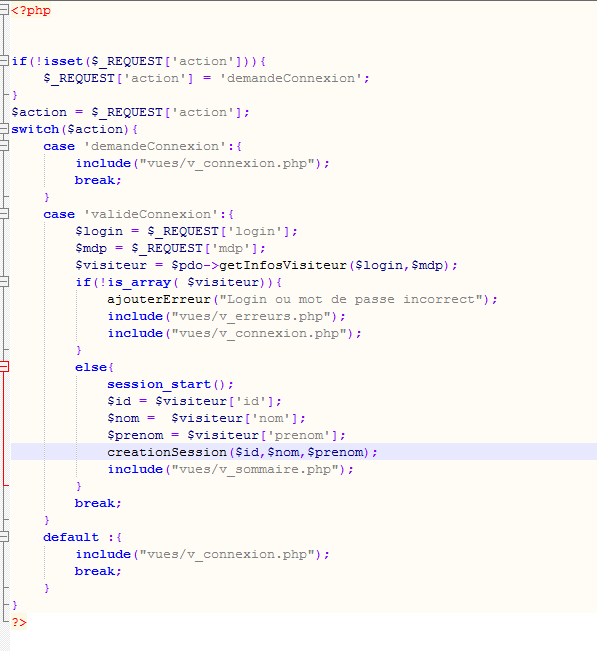 <?php
if(!isset($_REQUEST['action'])){
$_REQUEST['action'] = 'demandeConnexion';
}
$action = $_REQUEST['action'];
switch($action){
case 'demandeConnexion':{
include("vues/v_connexion.php");
break;
}
case 'valideConnexion':{
$login = $_REQUEST['login'];
$mdp = $_REQUEST['mdp'];
$visiteur = $pdo->getInfosVisiteur($login,$mdp);
if(!is_array( $visiteur)){
ajouterErreur("Login ou mot de passe incorrect");
include("vues/v_erreurs.php");
include("vues/v_connexion.php");
}
else{
session_start();
$id = $visiteur['id'];
$nom =  $visiteur['nom'];
$prenom = $visiteur['prenom'];
creationSession($id,$nom,$prenom);
include("vues/v_sommaire.php");
}
break;
}
default :{
include("vues/v_connexion.php");
break;
}
}
?>